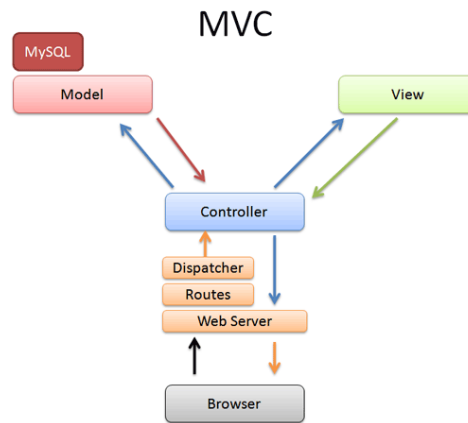 MVC
MySQL
Model
View
Controller
Dispatcher
Routes
Web Server
Browser